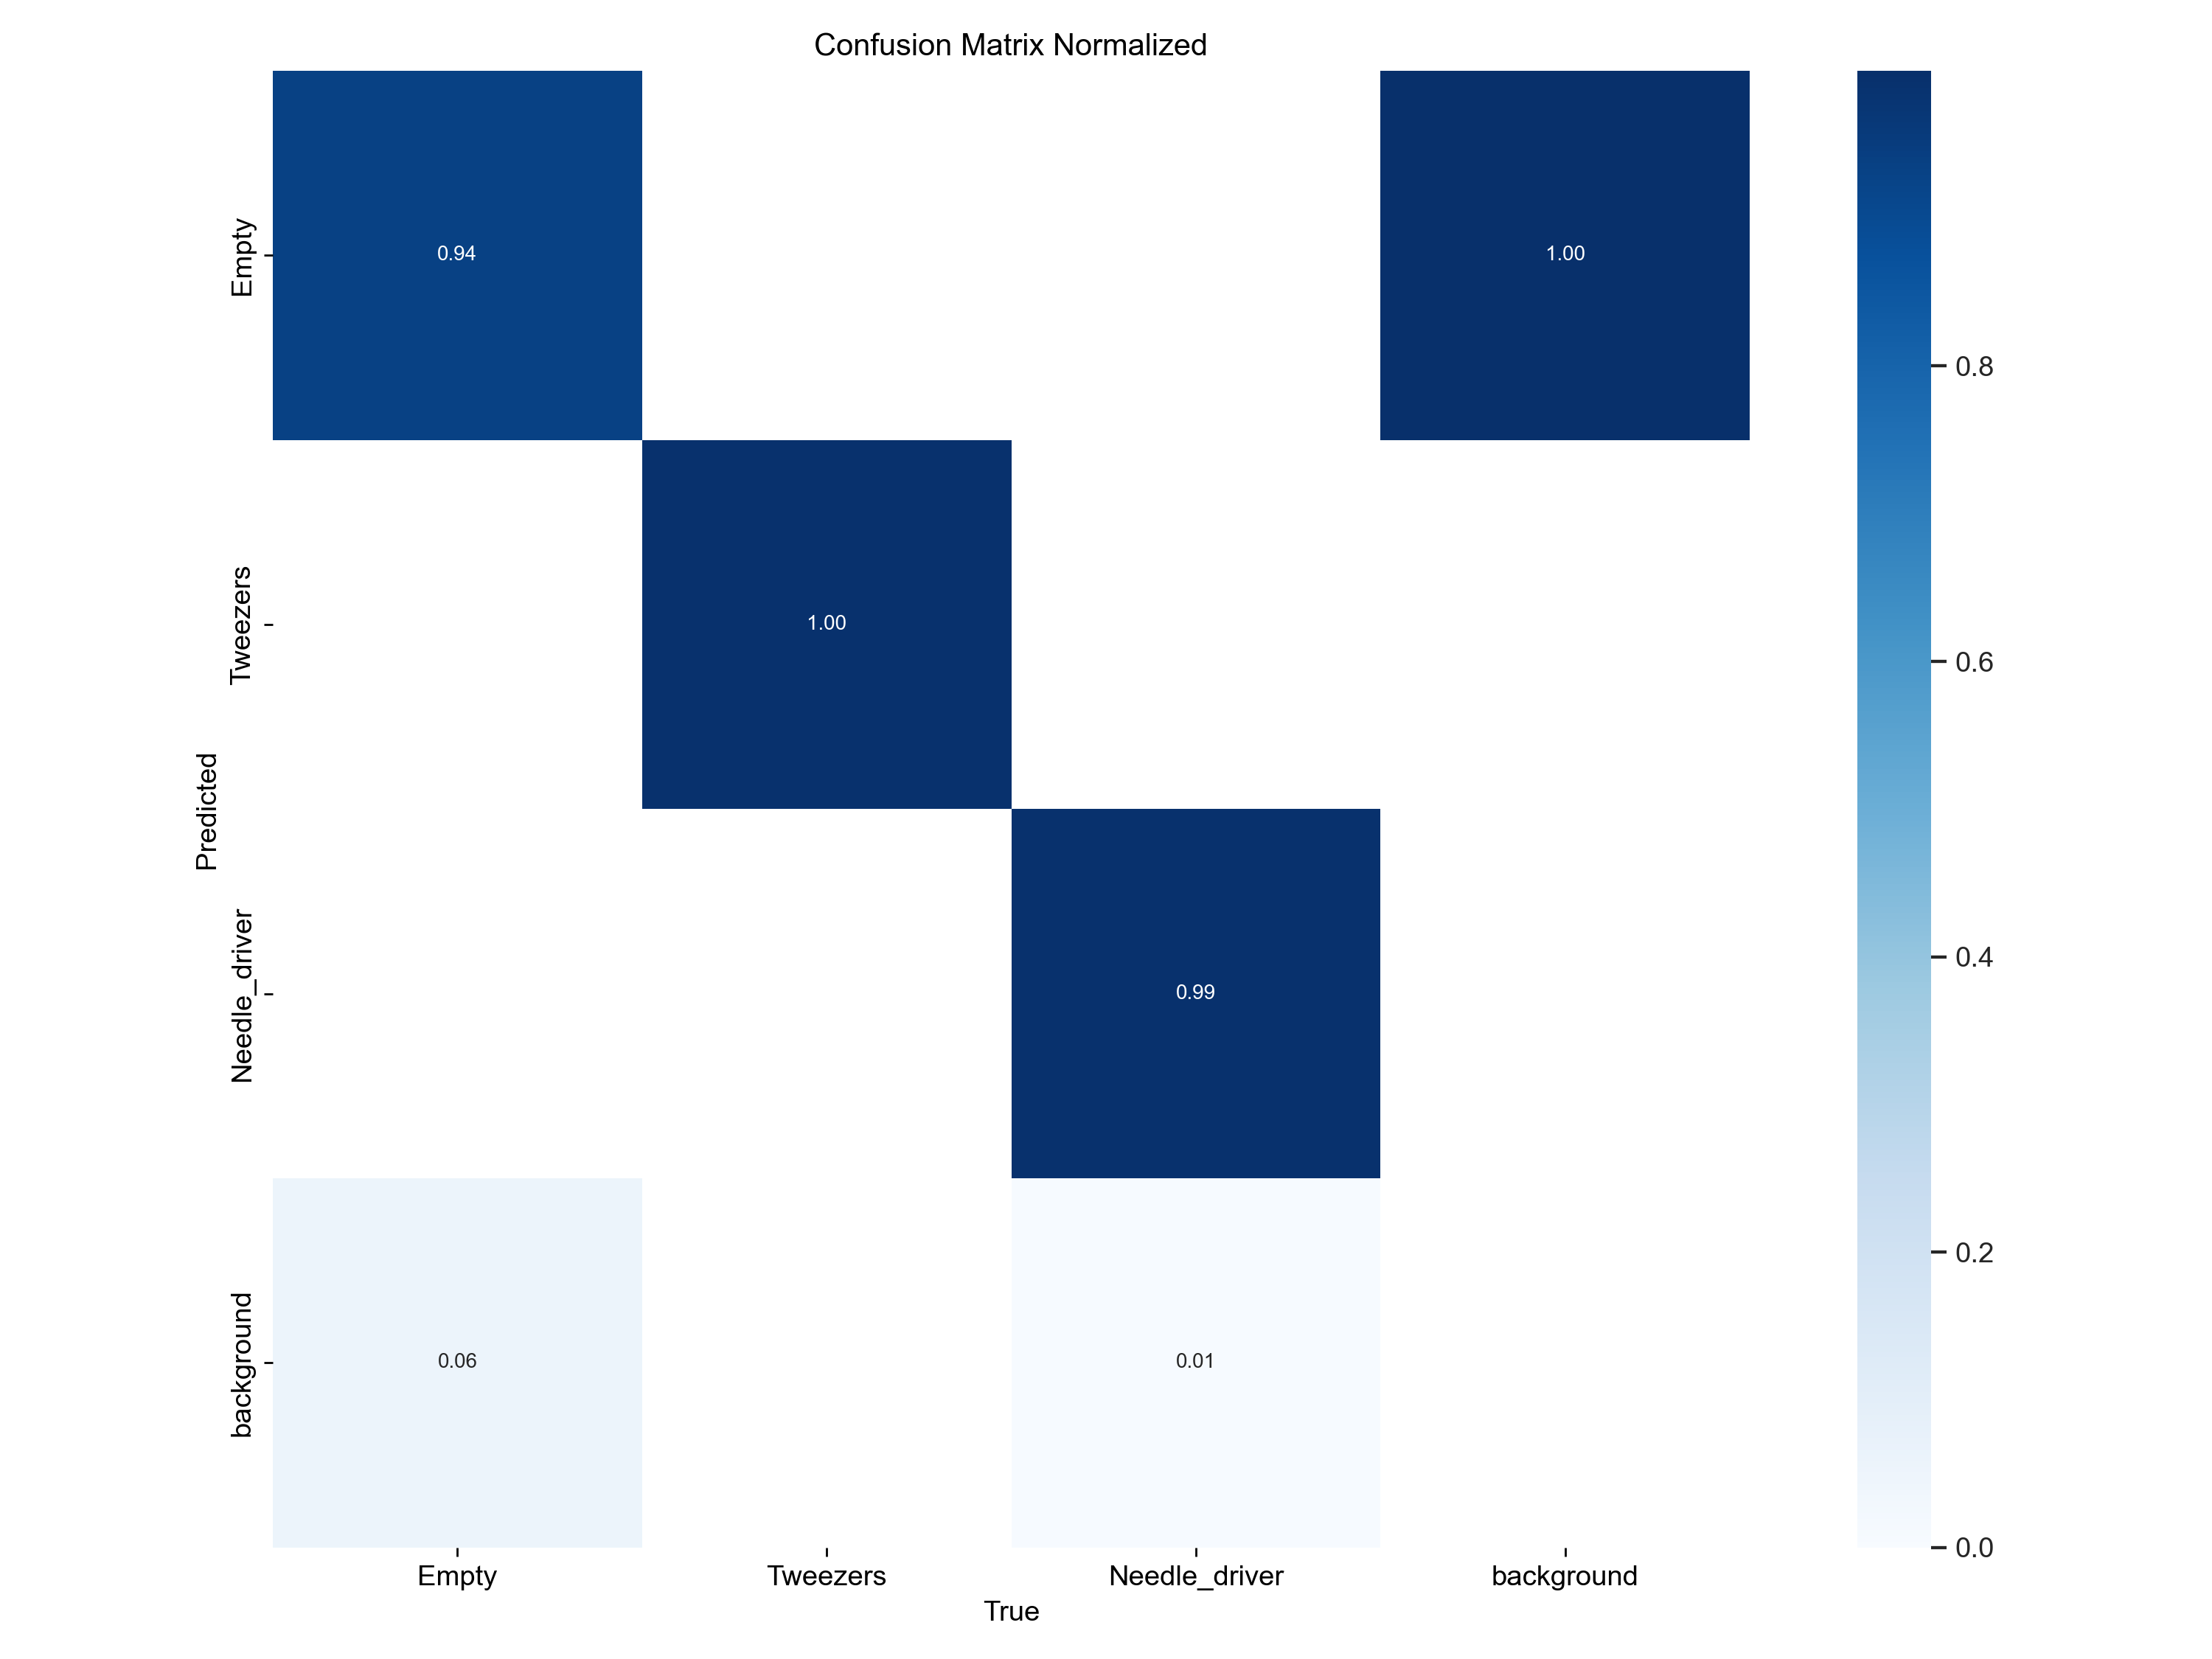 Confusion Matrix Normalized
Empty
0.94
1.00
0.8
Tweezers
1.00
0.6
Predicted
Needle_driver
0.99
0.4
background
0.06
0.01
0.2
0.0
Empty
Tweezers
Needle_driver
background
True